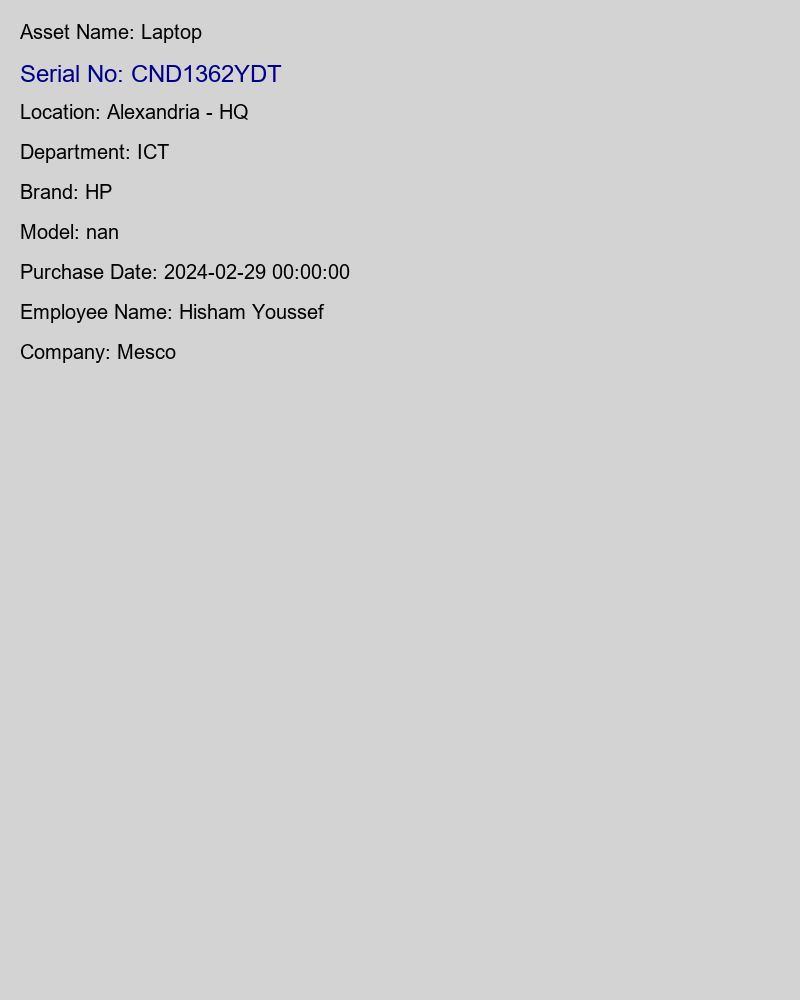 Asset Name: Laptop
Serial No: CND1362YDT
Location: Alexandria - HQ
Department: ICT
Brand: HP
Model: nan
Purchase Date: 2024-02-29 00:00:00
Employee Name: Hisham Youssef
Company: Mesco